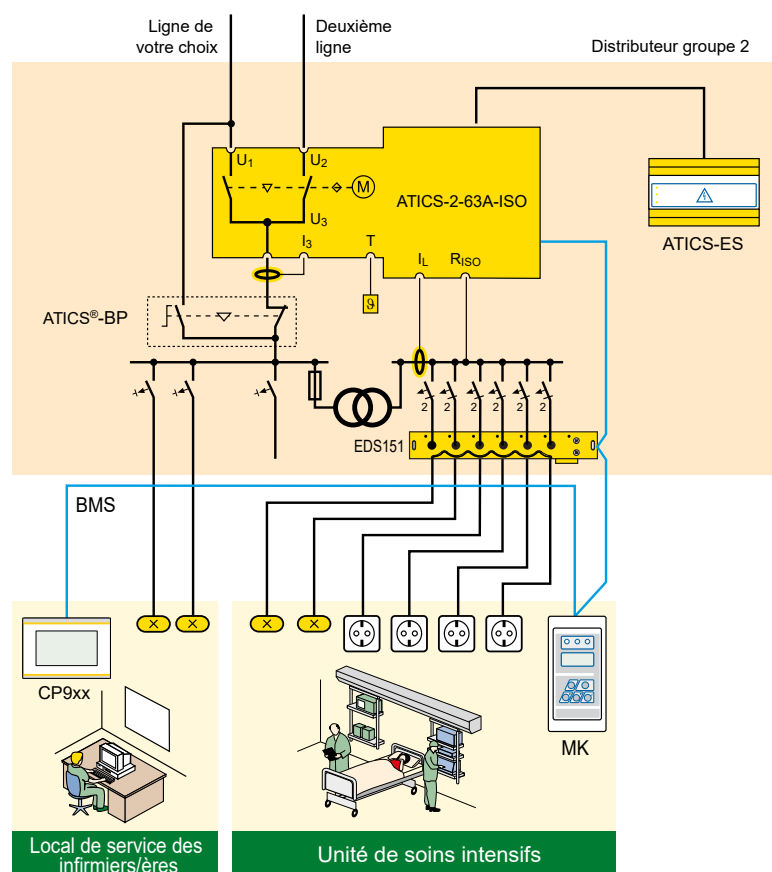 Ligne de
votre choix
Deuxième
ligne
Distributeur groupe 2
U1
U2
M
ATICS-2-63A-ISO
U3
I3
T
IL
RISO
ATICS-ES
ϑ
ATICS®-BP
2 2 2 2 2 2
EDS151
BMS
CP9xx
MK
Local de service des
infirmiers/ères
Unité de soins intensifs